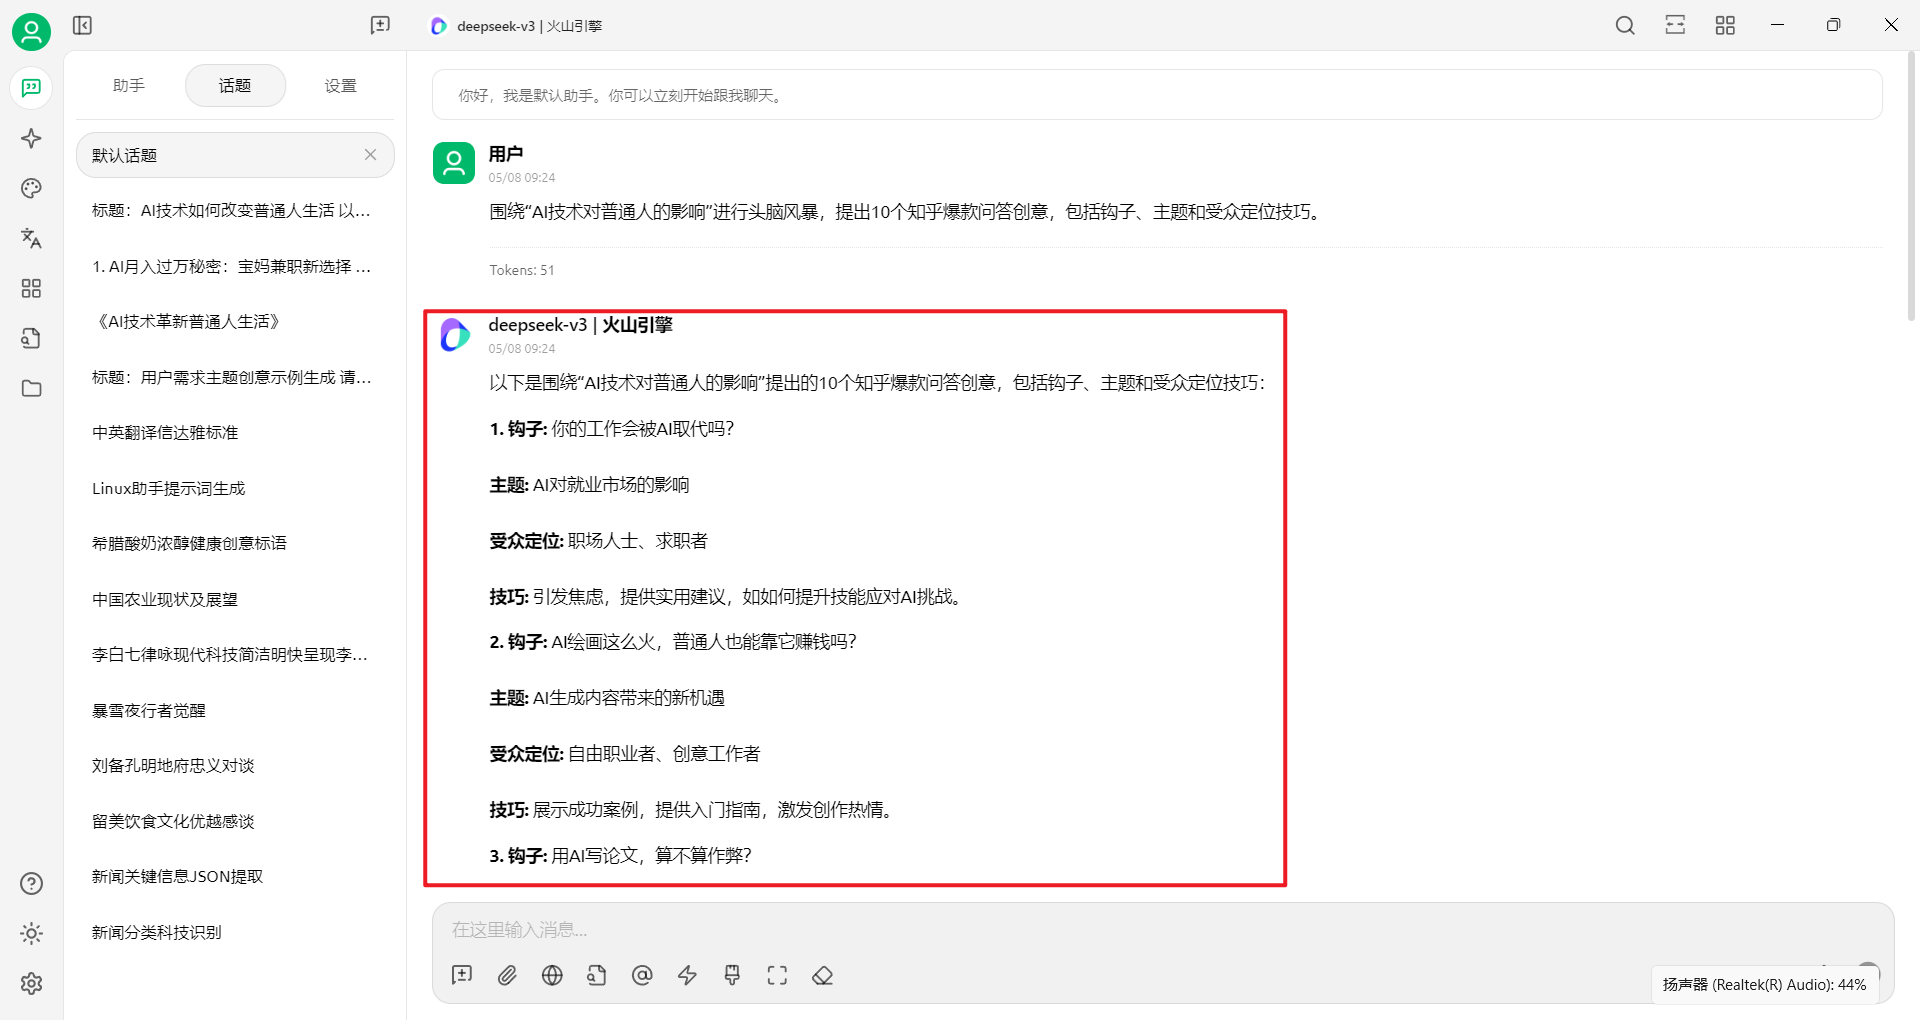 deepseek-v3 | 火山引擎
助手
话题
设置
默认话题
标题：AI技术如何改变普通人生活 以...
1. AI月入过万秘密：宝妈兼职新选择 ...
《AI技术革新普通人生活》
标题：用户需求主题创意示例生成 请...
中英翻译信达雅标准
Linux助手提示词生成
希腊酸奶浓醇健康创意标语
中国农业现状及展望
李白七律咏现代科技简洁明快呈现李...
暴雪夜行者觉醒
刘备孔明地府忠义对谈
留美饮食文化优越感谈
新闻关键信息JSON提取
新闻分类科技识别
你好，我是默认助手。你可以立刻开始跟我聊天。
用户
05/08 09:24
围绕“AI技术对普通人的影响”进行头脑风暴，提出10个知乎爆款问答创意，包括钩子、主题和受众定位技巧。
Tokens: 51
deepseek-v3 | 火山引擎
05/08 09:24
以下是围绕“AI技术对普通人的影响”提出的10个知乎爆款问答创意，包括钩子、主题和受众定位技巧：
1. 钩子: 你的工作会被AI取代吗？
主题: AI对就业市场的影响
受众定位: 职场人士、求职者
技巧: 引发焦虑，提供实用建议，如如何提升技能应对AI挑战。
2. 钩子: AI绘画这么火，普通人也能靠它赚钱吗？
主题: AI生成内容带来的新机遇
受众定位: 自由职业者、创意工作者
技巧: 展示成功案例，提供入门指南，激发创作热情。
3. 钩子: 用AI写论文，算不算作弊？
在这里输入消息...
扬声器 (Realtek(R) Audio): 44%